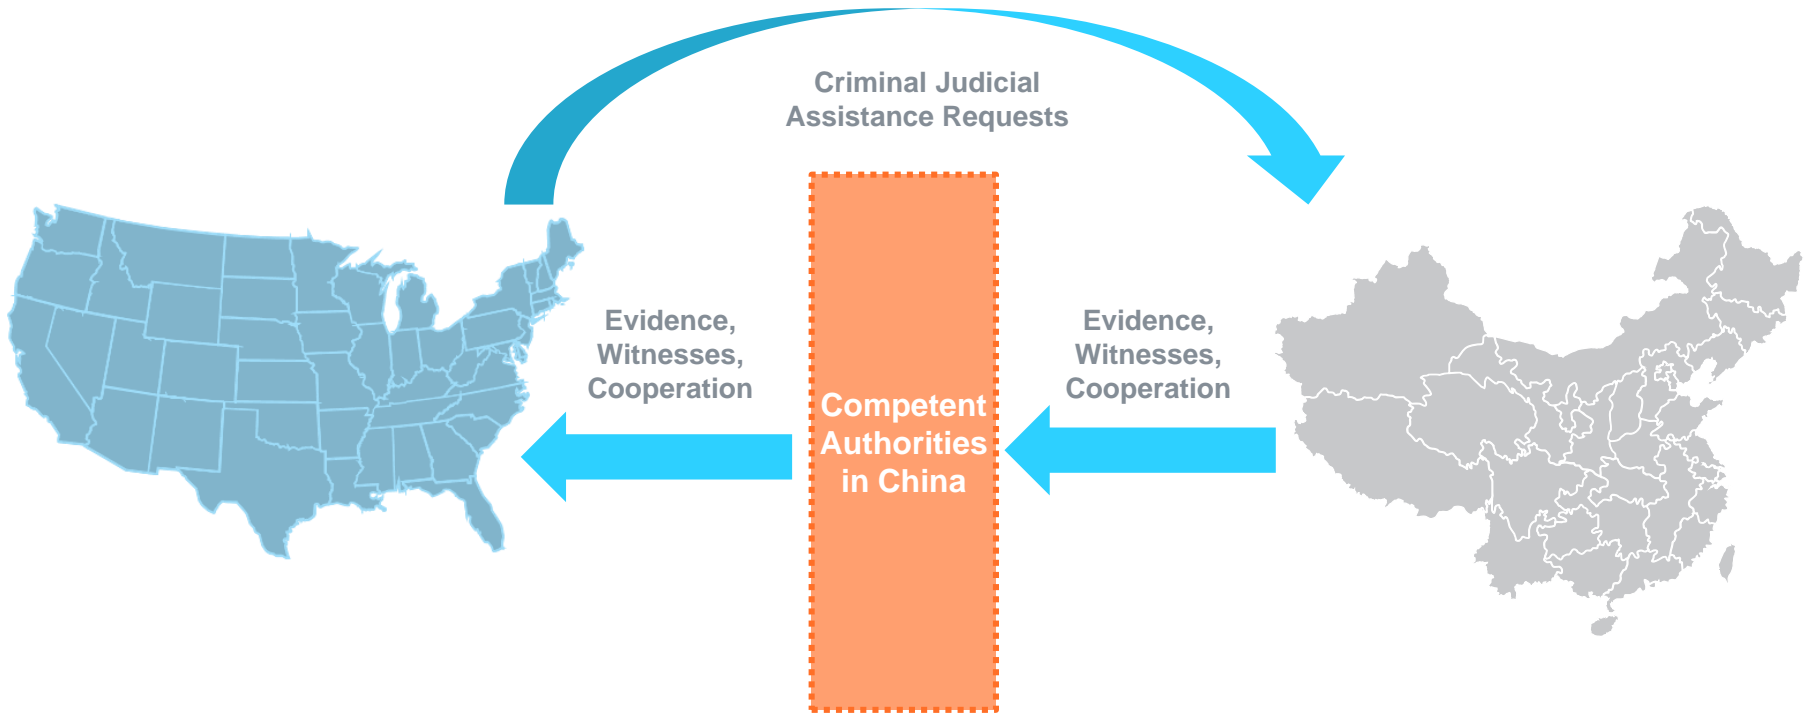 Criminal Judicial
Assistance Requests
Evidence,
Witnesses,
Cooperation
Competent
Authorities
in China
Evidence,
Witnesses,
Cooperation